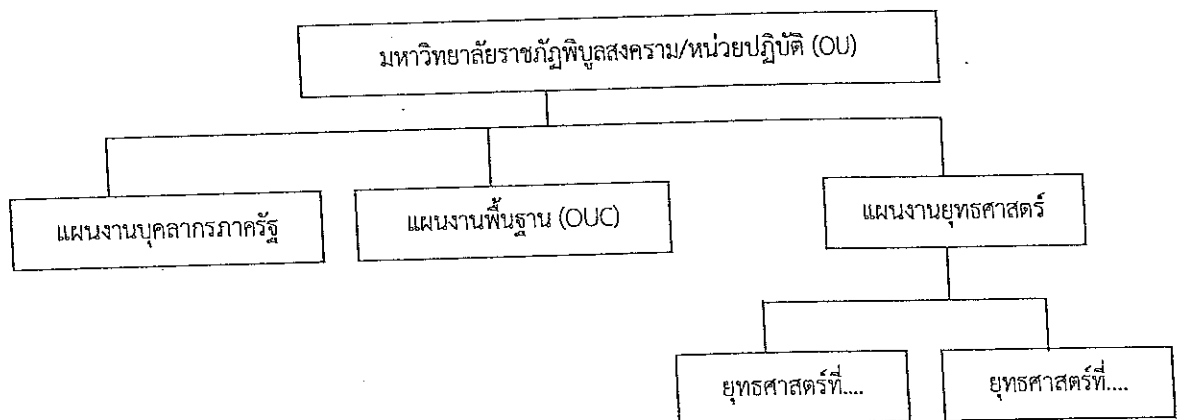 มหาวิทยาลัยราชภัฏพิบูลสงคราม/หน่วยปฏิบัติ (OU)
แผนงานบุคลากรภาครัฐ
แผนงานพื้นฐาน (OUC)
แผนงานยุทธศาสตร์
ยุทธศาสตร์ที่....
ยุทธศาสตร์ที่....